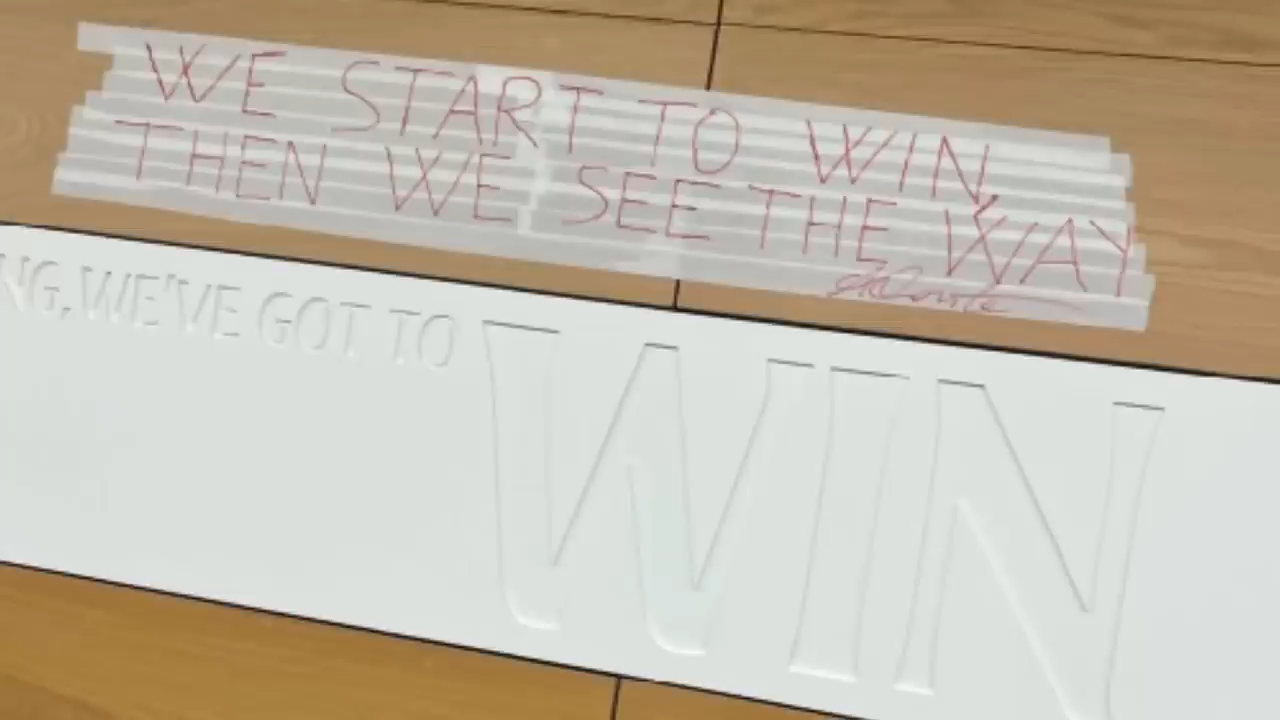 WE START TO WIN,
THEN WE SEE THE WAY
NG, WE'VE GOT TO WIN